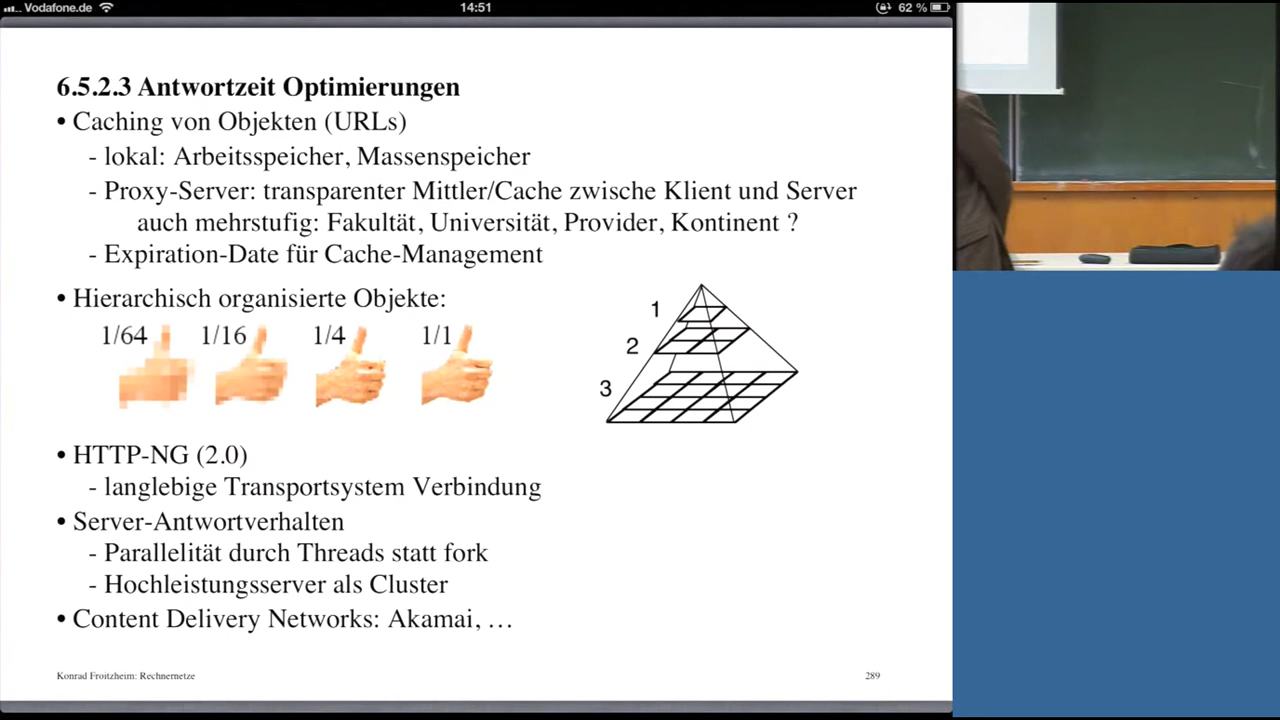 Vodafone.de
14:51
62 %
6.5.2.3 Antwortzeit Optimierungen
• Caching von Objekten (URLs)
- lokal: Arbeitsspeicher, Massenspeicher
- Proxy-Server: transparenter Mittler/Cache zwische Klient und Server
auch mehrstufig: Fakultät, Universität, Provider, Kontinent ?
- Expiration-Date für Cache-Management
• Hierarchisch organisierte Objekte:
1/64 1/16 1/4 1/1
1
2
3
• HTTP-NG (2.0)
- langlebige Transportsystem Verbindung
• Server-Antwortverhalten
- Parallelität durch Threads statt fork
- Hochleistungsserver als Cluster
• Content Delivery Networks: Akamai, …
Konrad Froitzheim: Rechnernetze
289